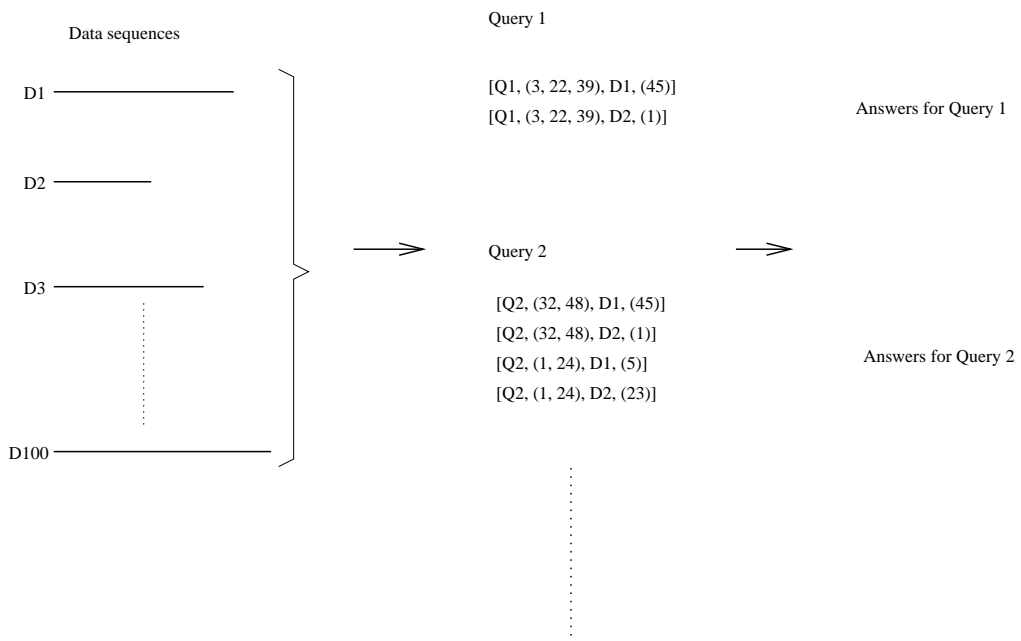 Data sequences
D1
D2
D3
D100
Query 1
[Q1, (3, 22, 39), D1, (45)]
[Q1, (3, 22, 39), D2, (1)]
Query 2
[Q2, (32, 48), D1, (45)]
[Q2, (32, 48), D2, (1)]
[Q2, (1, 24), D1, (5)]
[Q2, (1, 24), D2, (23)]
Answers for Query 1
Answers for Query 2